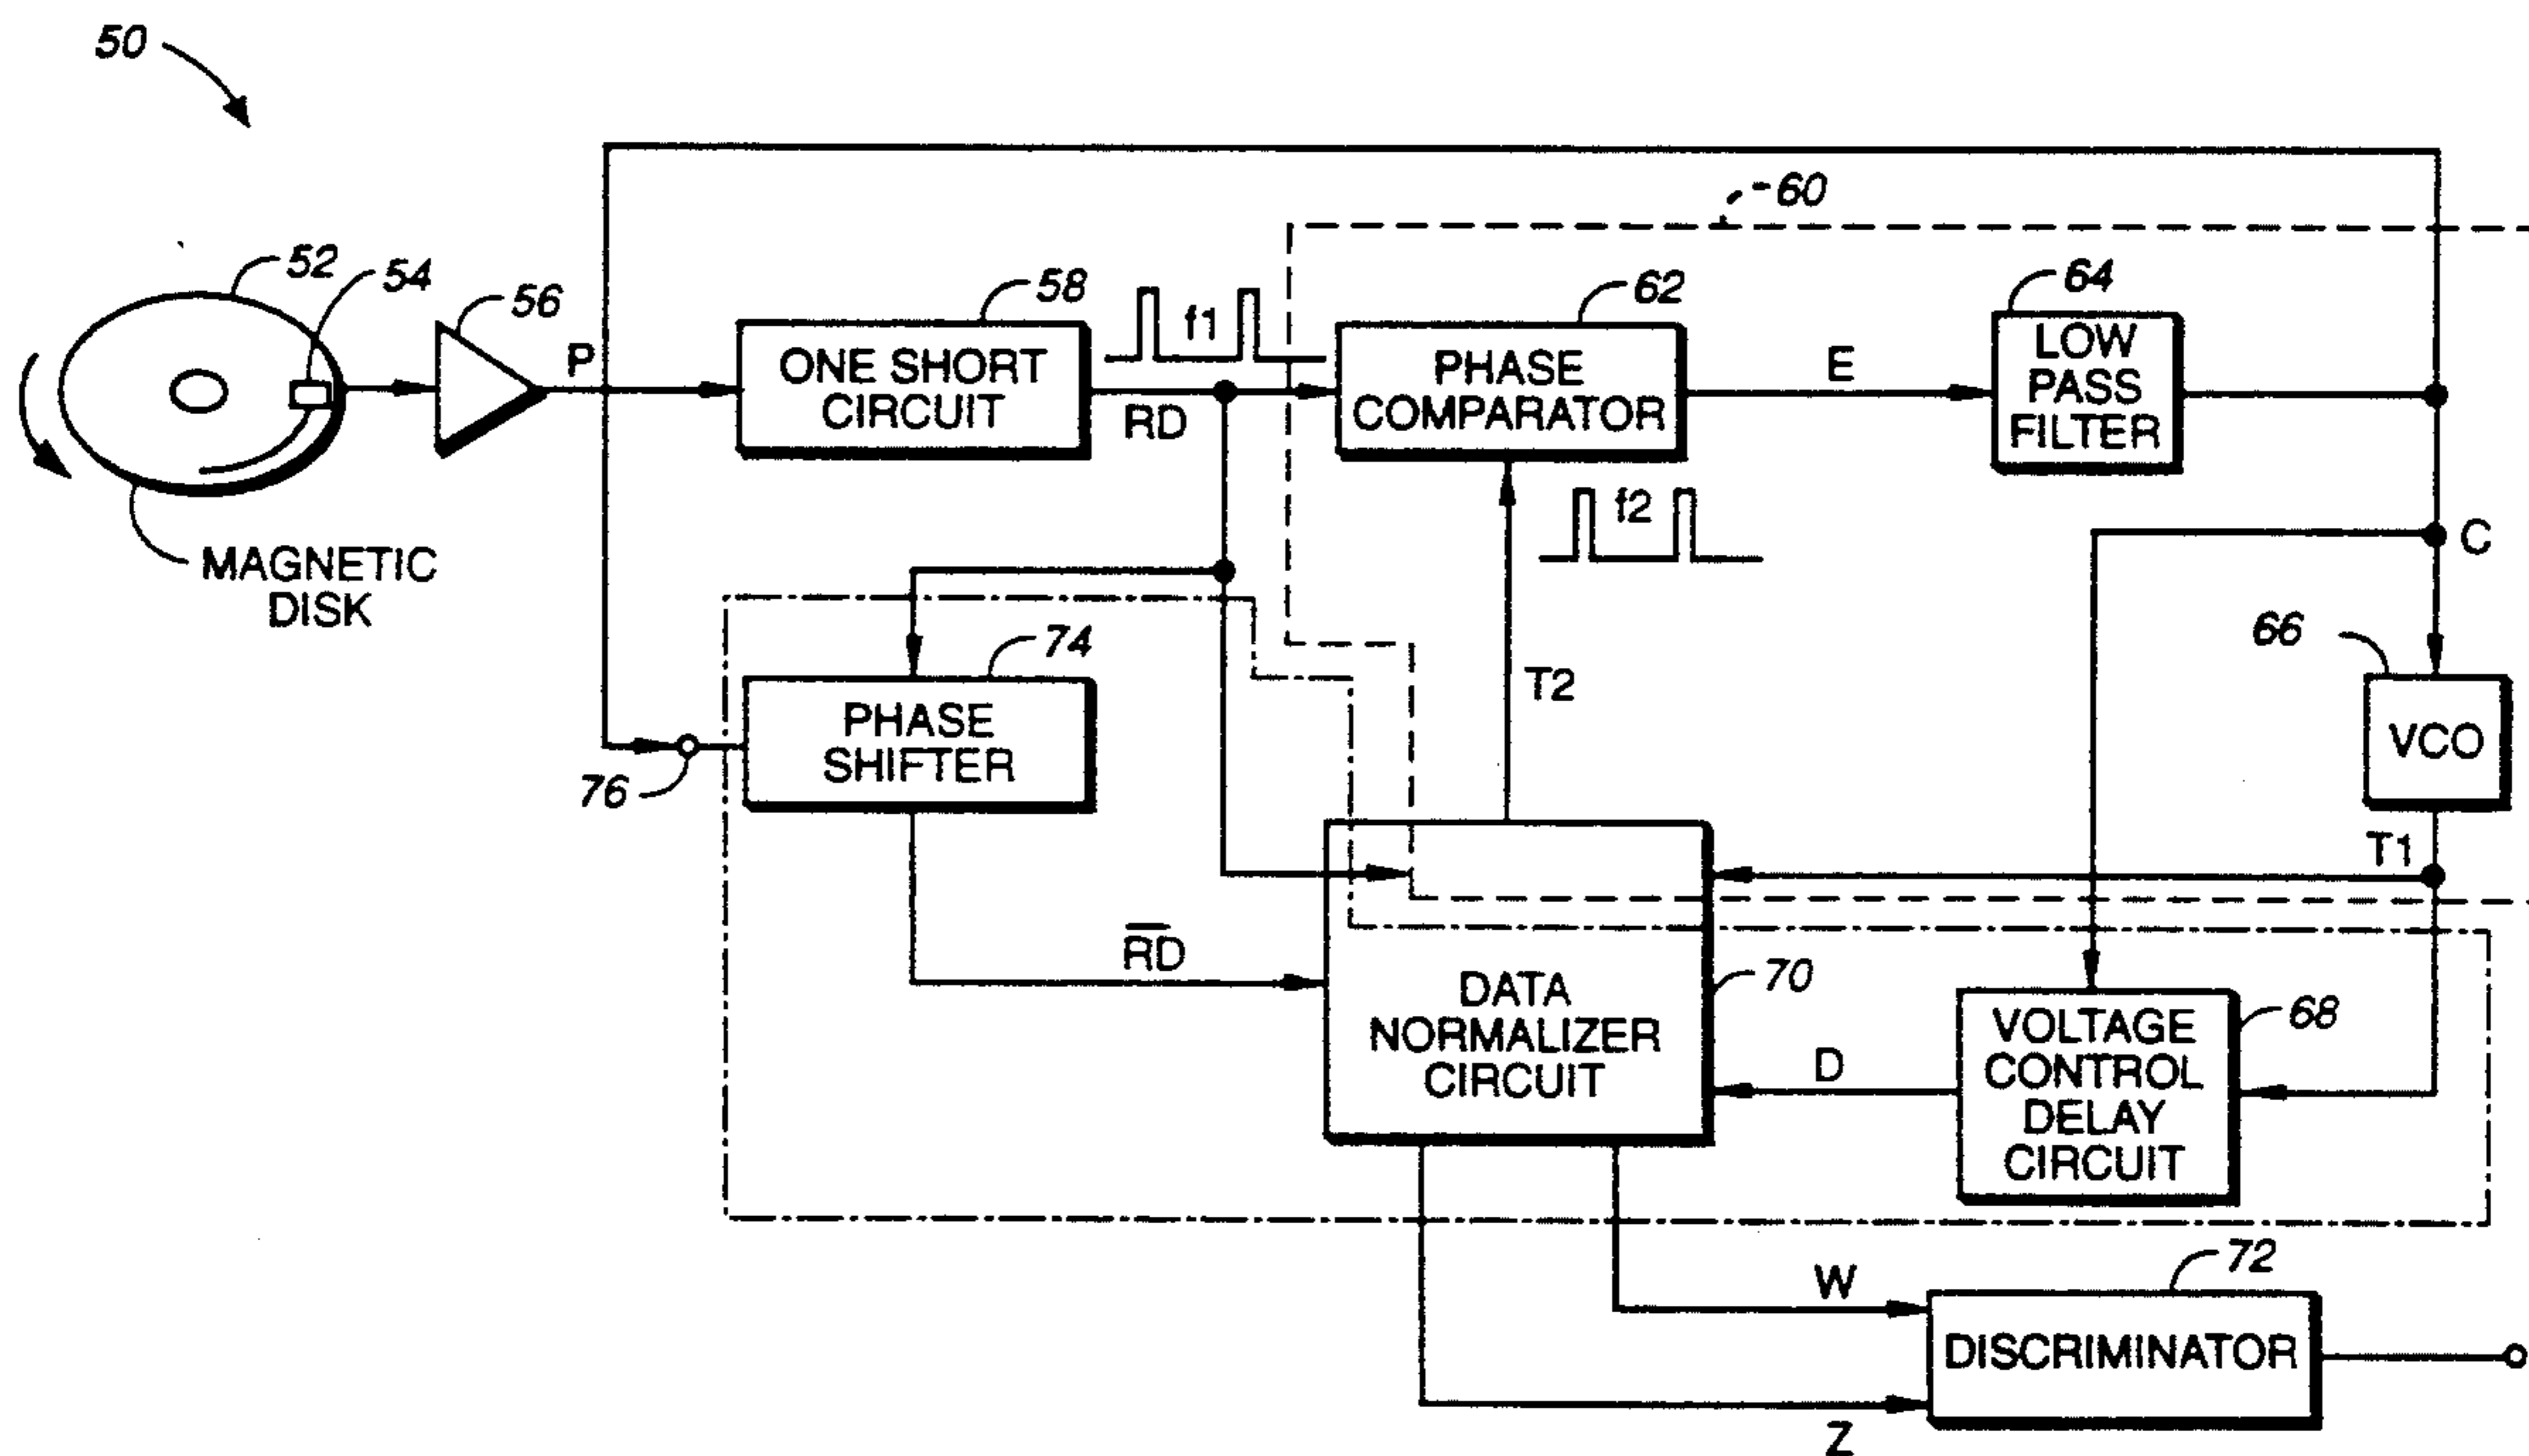 50
60
52
54
56
58
62
64
P
ONE SHORT
CIRCUIT
f1
RD
PHASE
COMPARATOR
E
LOW
PASS
FILTER
MAGNETIC
DISK
f2
C
74
66
PHASE
SHIFTER
T2
VCO
76
T1
R̅D̅
DATA
NORMALIZER
CIRCUIT
70
D
VOLTAGE
CONTROL
DELAY
CIRCUIT
68
W
72
DISCRIMINATOR
Z